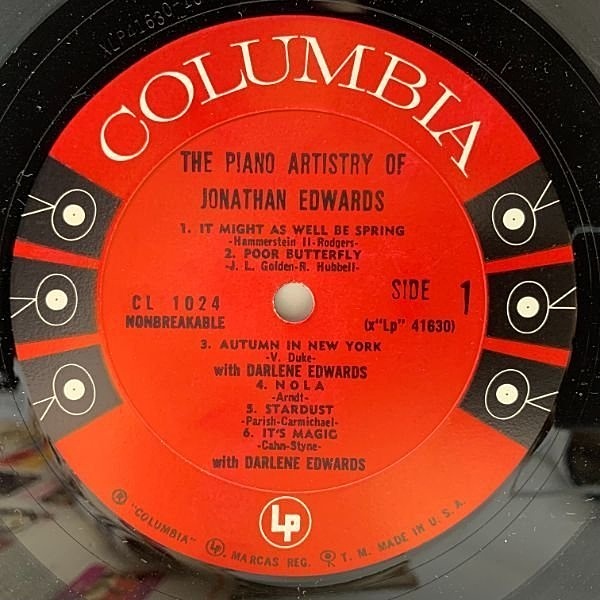 COLUMBIA
THE PIANO ARTISTRY OF
JONATHAN EDWARDS
1. IT MIGHT AS WELL BE SPRING
-Hammerstein II-Rodgers-
2. POOR BUTTERFLY
-J. L. Golden-R. Hubbell-
CL 1024
NONBREAKABLE
SIDE 1
(x"Lp" 41630)
3. AUTUMN IN NEW YORK
-V. Duke-
with DARLENE EDWARDS
4. NOLA
-Arndt-
5. STARDUST
-Parish-Carmichael-
6. IT'S MAGIC
-Cahn-Styne-
with DARLENE EDWARDS
Lp
® "COLUMBIA" Lp, MARCAS REG. ® T. M. MADE IN U. S. A.